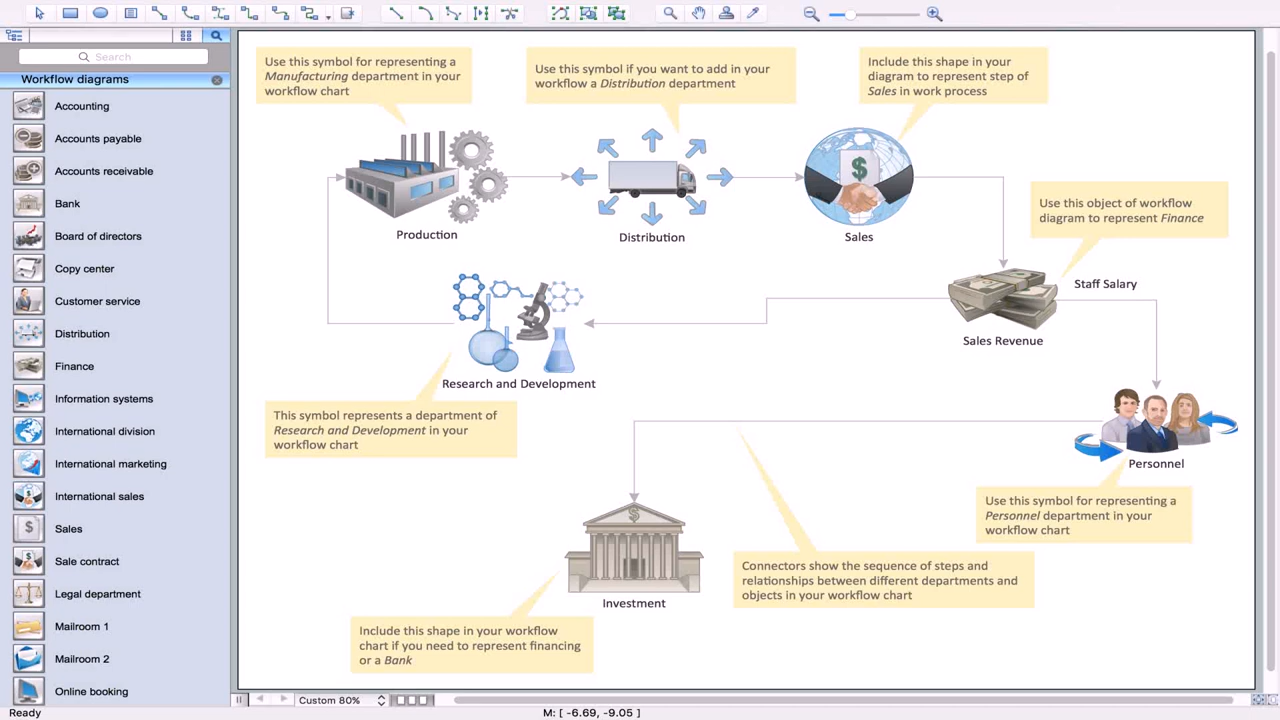 Search
Workflow diagrams
Accounting
Accounts payable
Accounts receivable
Bank
Board of directors
Copy center
Customer service
Distribution
Finance
Information systems
International division
International marketing
International sales
Sales
Sale contract
Legal department
Mailroom 1
Mailroom 2
Online booking
Use this symbol for representing a
Manufacturing department in your
workflow chart
Use this symbol if you want to add in your
workflow a Distribution department
Include this shape in your
diagram to represent step of
Sales in work process
Production
Distribution
$
Sales
Use this object of workflow
diagram to represent Finance
Staff Salary
Sales Revenue
Research and Development
This symbol represents a department of
Research and Development in your
workflow chart
Personnel
Use this symbol for representing a
Personnel department in your
workflow chart
$
Investment
Connectors show the sequence of steps and
relationships between different departments and
objects in your workflow chart
Include this shape in your workflow
chart if you need to represent financing
or a Bank
Custom 80%
Ready
M: [ -6.69, -9.05 ]